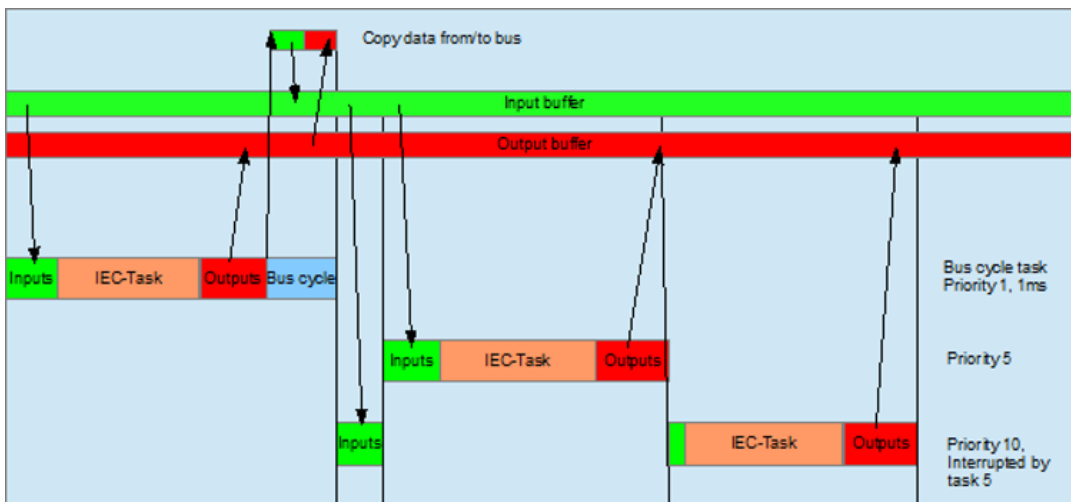 Copy data from/to bus
Input buffer
Output buffer
Inputs
IEC-Task
Outputs
Bus cycle
Bus cycle task
Priority 1, 1ms
Inputs
IEC-Task
Outputs
Priority 5
Inputs
IEC-Task
Outputs
Priority 10,
Interrupted by
task 5